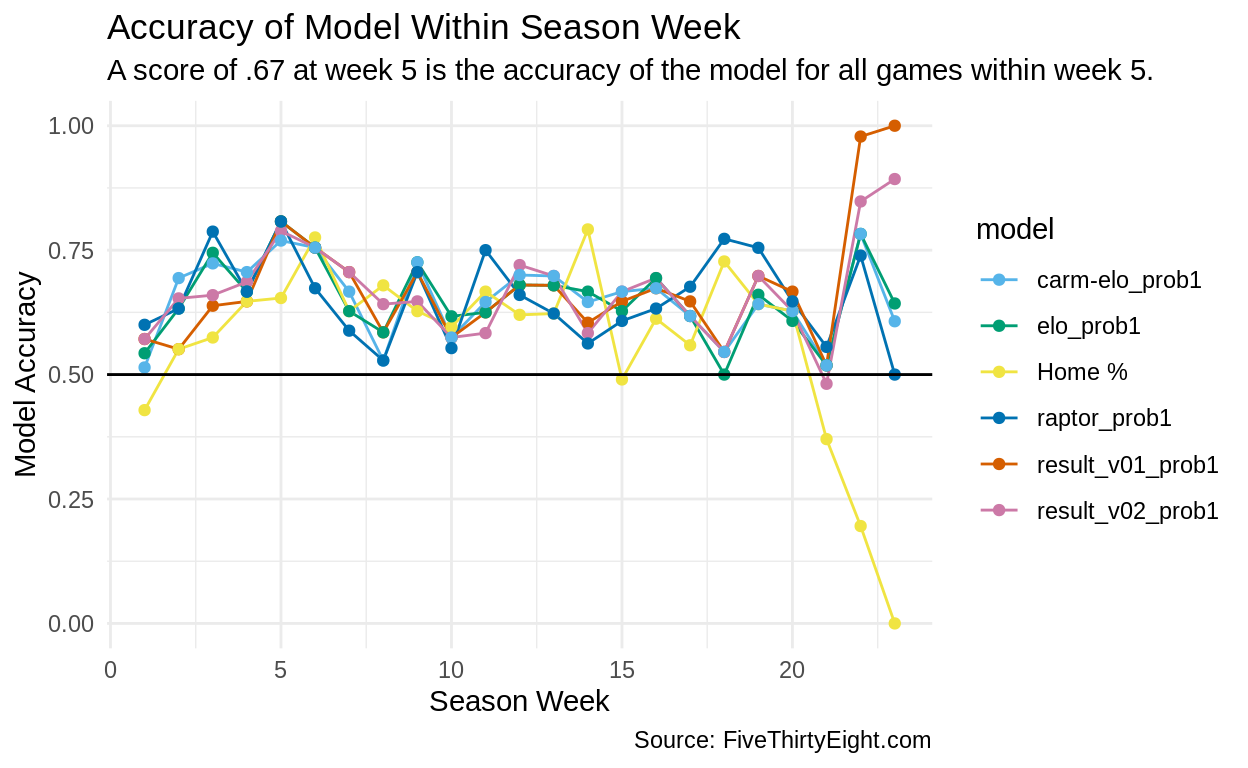 Accuracy of Model Within Season Week
A score of .67 at week 5 is the accuracy of the model for all games within week 5.
Model Accuracy
1.00
0.75
0.50
0.25
0.00
0 5 10 15 20
Season Week
model
carm-elo_prob1
elo_prob1
Home %
raptor_prob1
result_v01_prob1
result_v02_prob1
Source: FiveThirtyEight.com